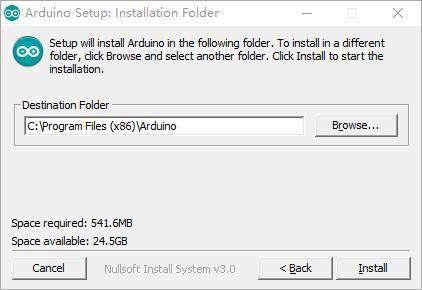 Arduino Setup: Installation Folder
Setup will install Arduino in the following folder. To install in a different
folder, click Browse and select another folder. Click Install to start the
installation.
Destination Folder
C:\Program Files (x86)\Arduino
Browse...
Space required: 541.6MB
Space available: 24.5GB
Cancel
Nullsoft Install System v3.0
< Back
Install